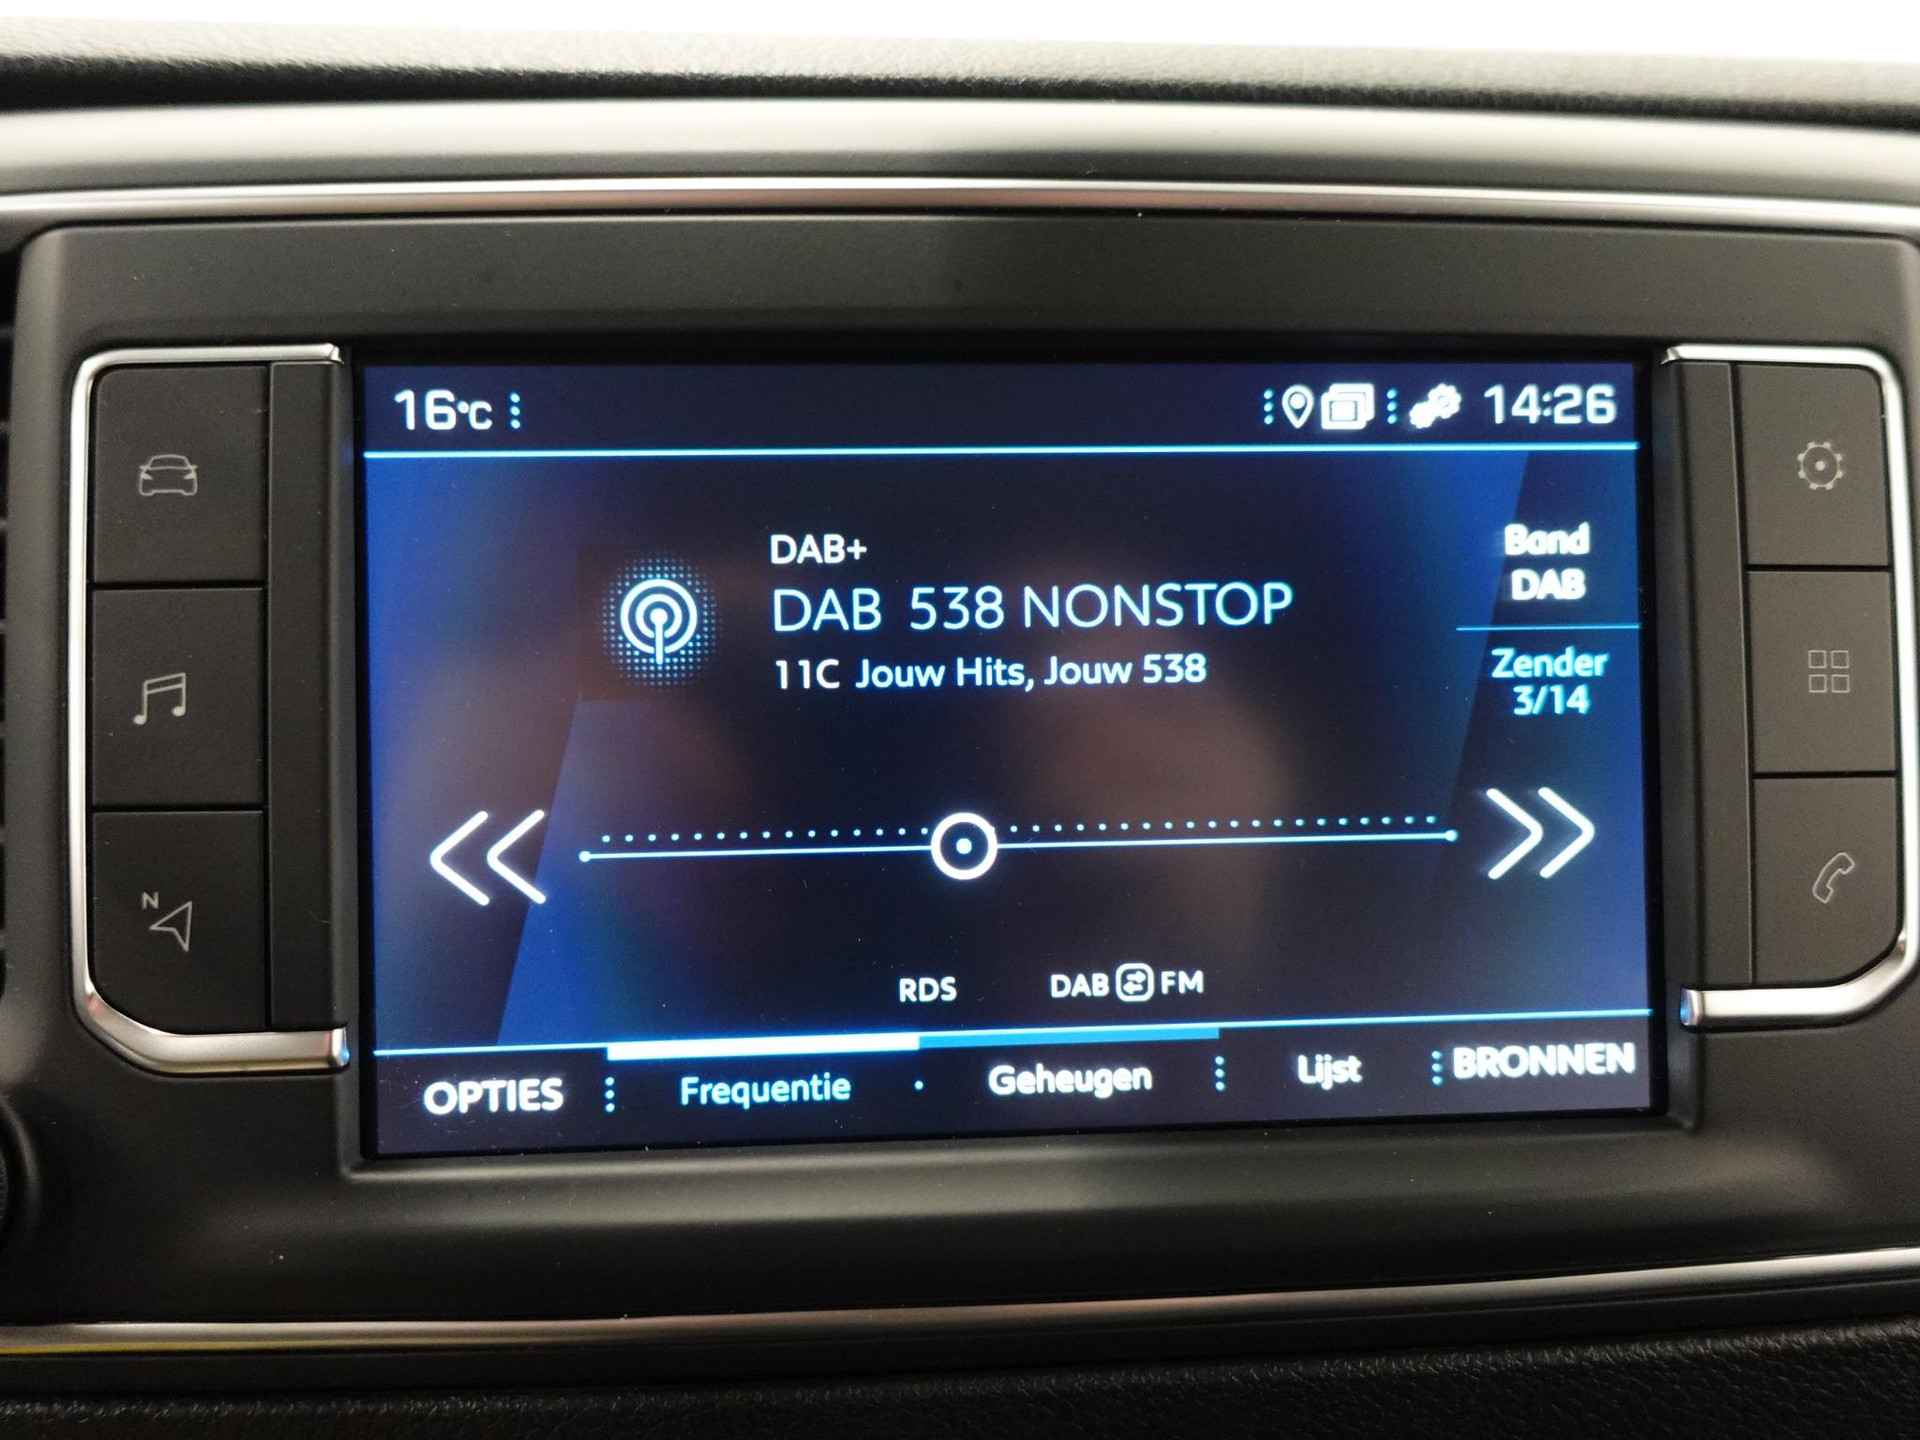 16°C 14:26
DAB+
DAB 538 NONSTOP
11C Jouw Hits, Jouw 538
Band
DAB
Zender
3/14
N
RDS DAB FM
OPTIES Frequentie Geheugen Lijst BRONNEN